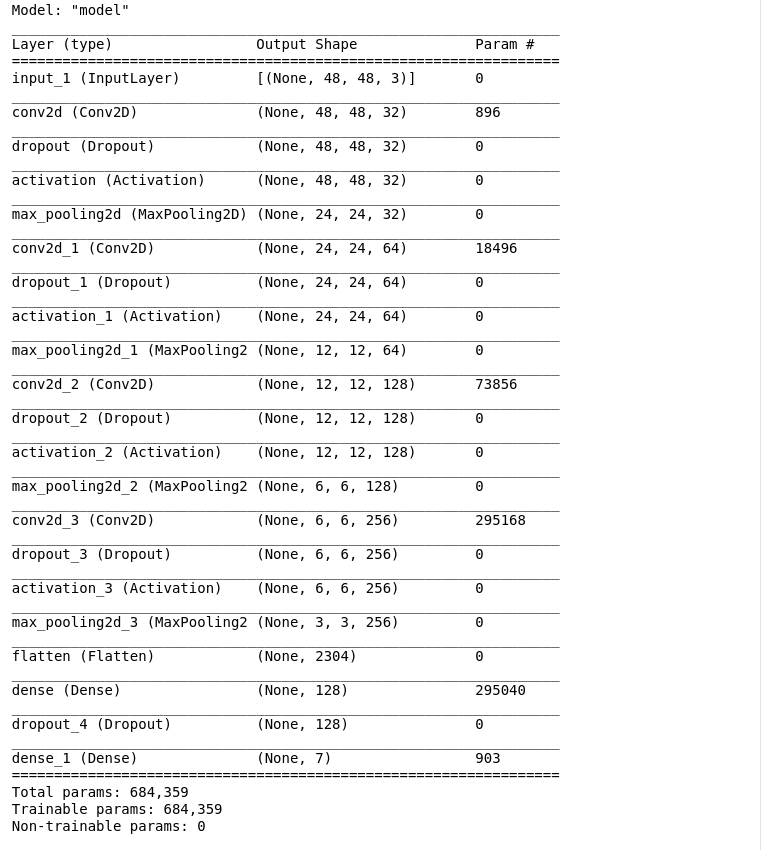 Model: "model"
Layer (type) Output Shape Param #
input_1 (InputLayer) [(None, 48, 48, 3)] 0
conv2d (Conv2D) (None, 48, 48, 32) 896
dropout (Dropout) (None, 48, 48, 32) 0
activation (Activation) (None, 48, 48, 32) 0
max_pooling2d (MaxPooling2D) (None, 24, 24, 32) 0
conv2d_1 (Conv2D) (None, 24, 24, 64) 18496
dropout_1 (Dropout) (None, 24, 24, 64) 0
activation_1 (Activation) (None, 24, 24, 64) 0
max_pooling2d_1 (MaxPooling2 (None, 12, 12, 64) 0
conv2d_2 (Conv2D) (None, 12, 12, 128) 73856
dropout_2 (Dropout) (None, 12, 12, 128) 0
activation_2 (Activation) (None, 12, 12, 128) 0
max_pooling2d_2 (MaxPooling2 (None, 6, 6, 128) 0
conv2d_3 (Conv2D) (None, 6, 6, 256) 295168
dropout_3 (Dropout) (None, 6, 6, 256) 0
activation_3 (Activation) (None, 6, 6, 256) 0
max_pooling2d_3 (MaxPooling2 (None, 3, 3, 256) 0
flatten (Flatten) (None, 2304) 0
dense (Dense) (None, 128) 295040
dropout_4 (Dropout) (None, 128) 0
dense_1 (Dense) (None, 7) 903
Total params: 684,359
Trainable params: 684,359
Non-trainable params: 0